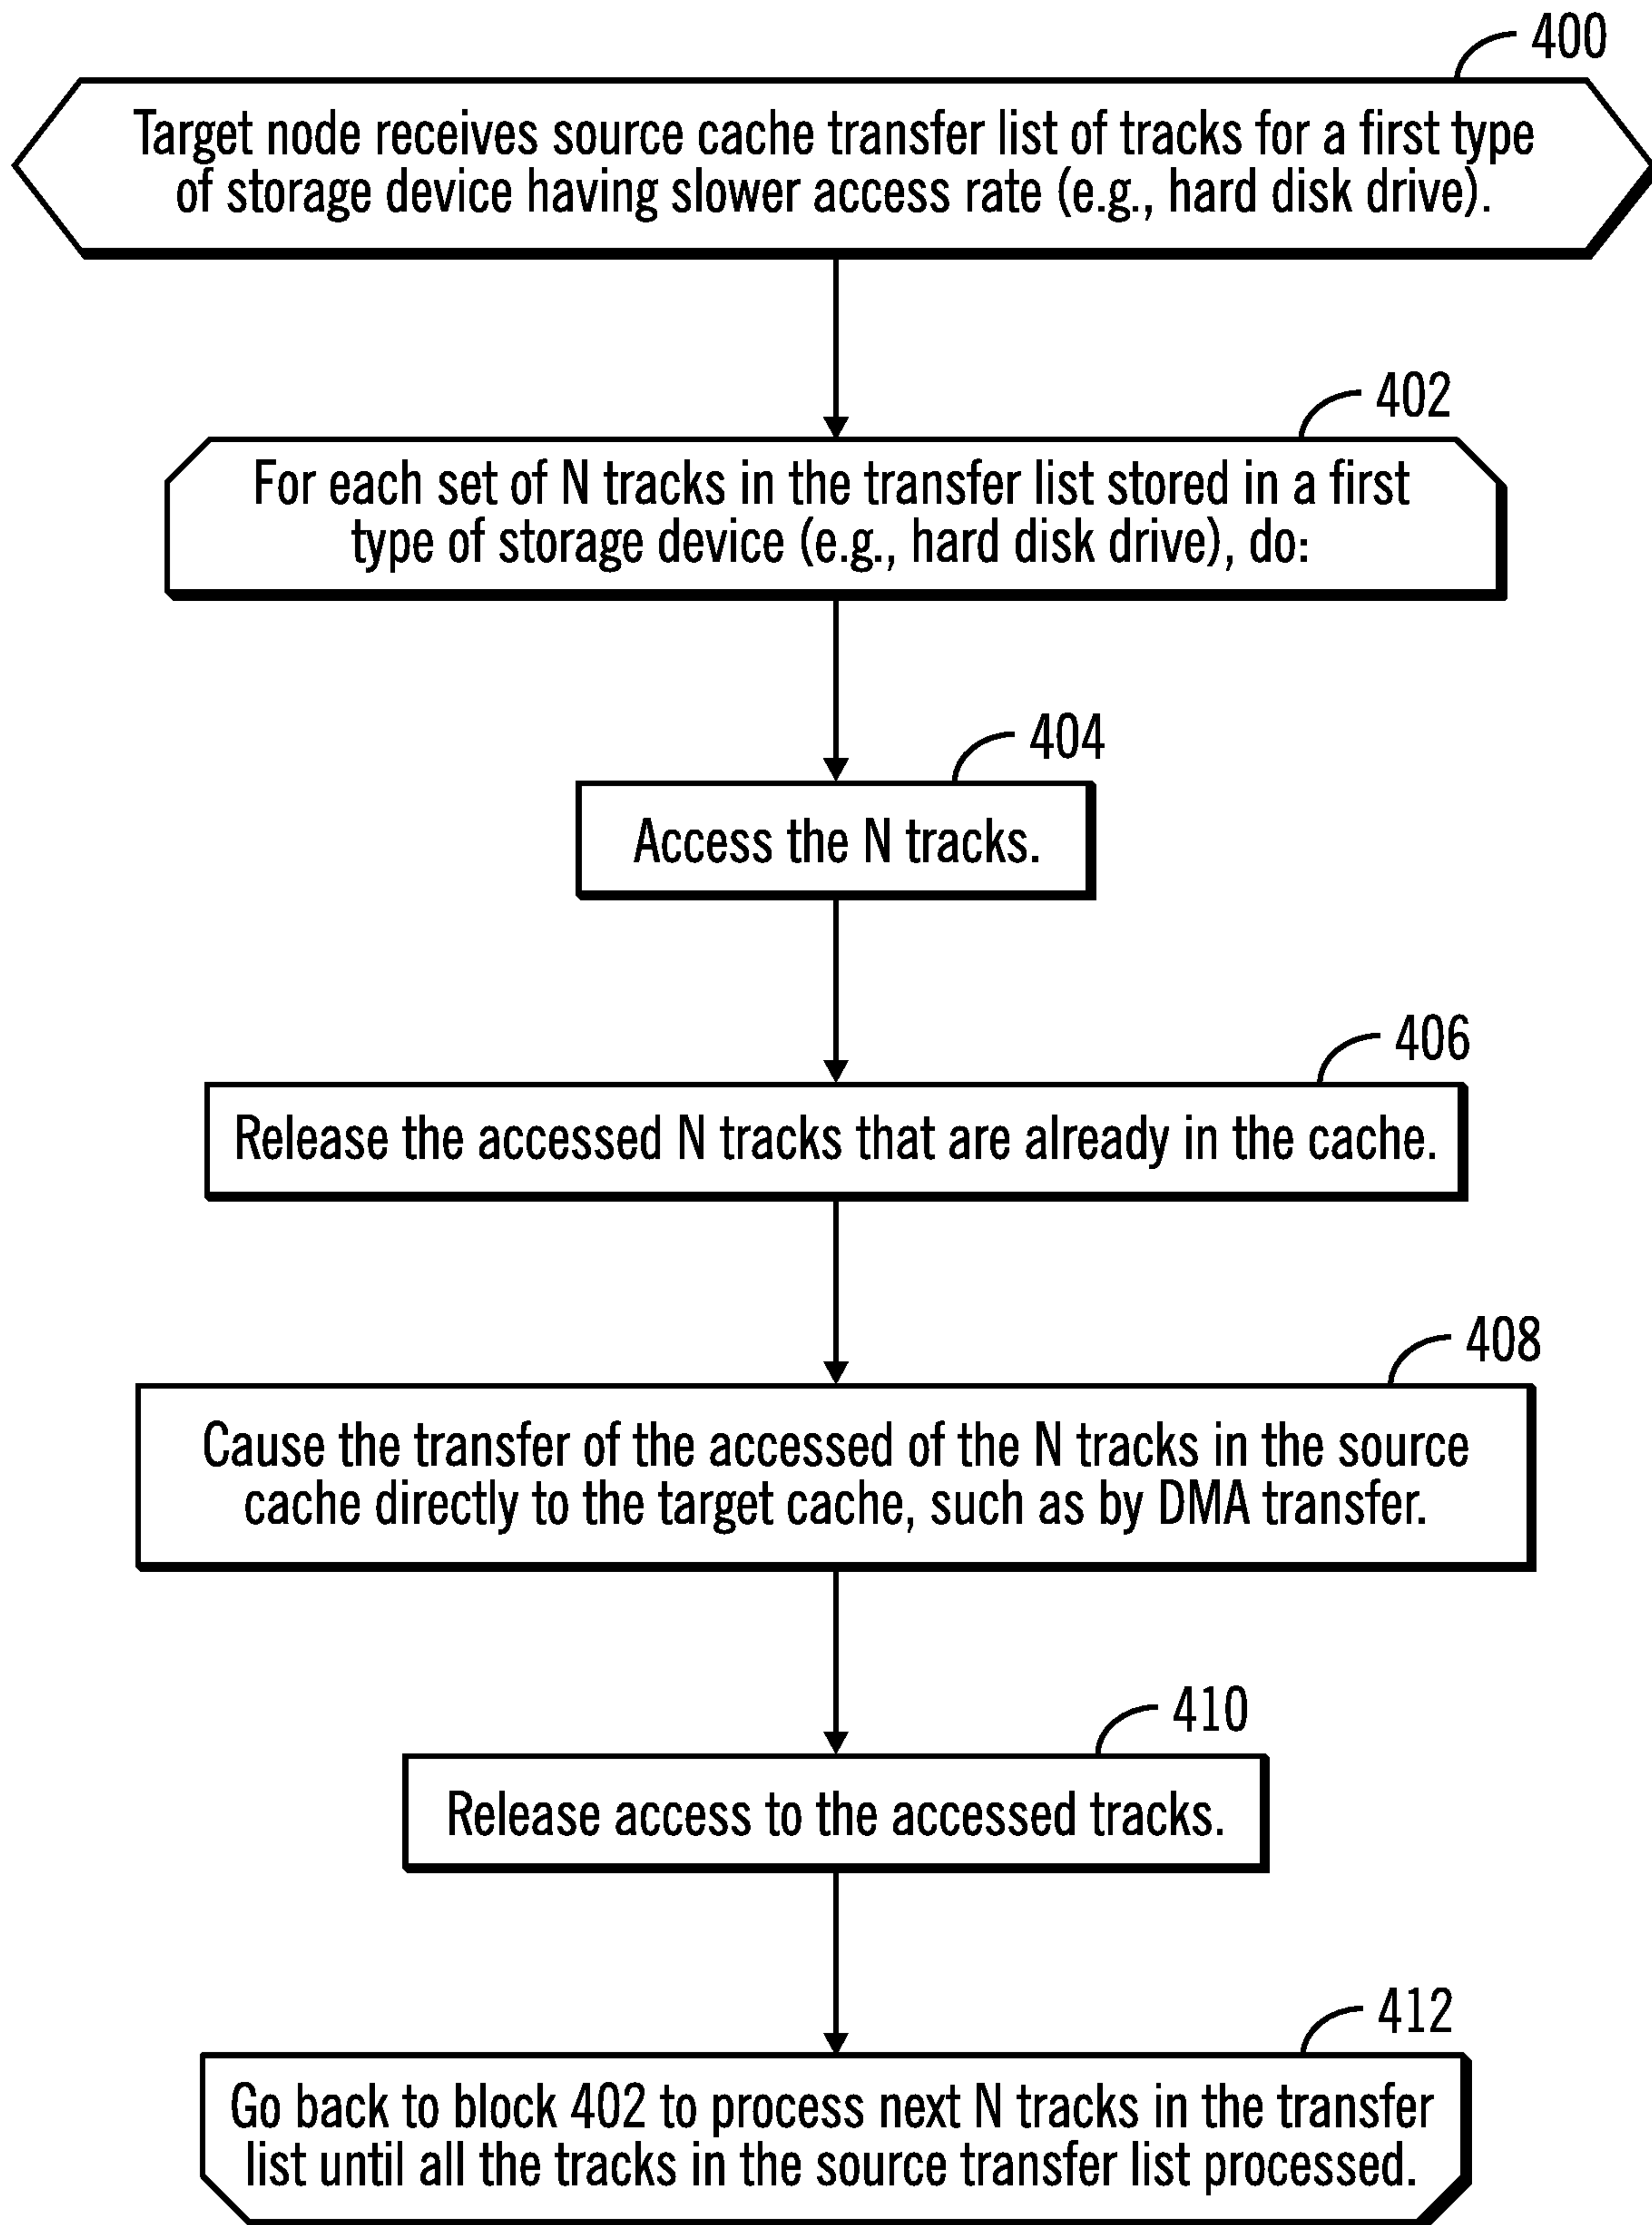 400
Target node receives source cache transfer list of tracks for a first type
of storage device having slower access rate (e.g., hard disk drive).
402
For each set of N tracks in the transfer list stored in a first
type of storage device (e.g., hard disk drive), do:
404
Access the N tracks.
406
Release the accessed N tracks that are already in the cache.
408
Cause the transfer of the accessed of the N tracks in the source
cache directly to the target cache, such as by DMA transfer.
410
Release access to the accessed tracks.
412
Go back to block 402 to process next N tracks in the transfer
list until all the tracks in the source transfer list processed.